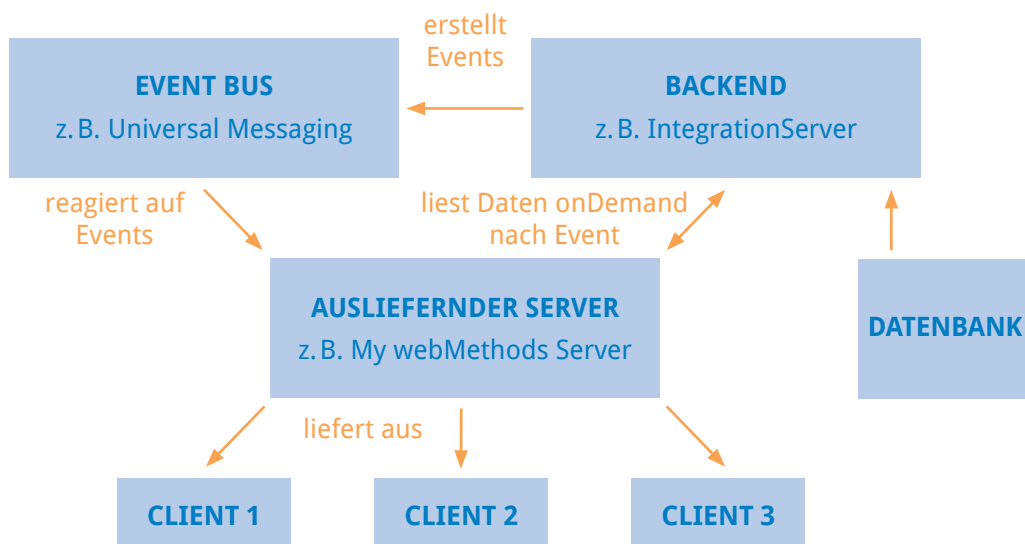 erstellt
Events
EVENT BUS
z. B. Universal Messaging
BACKEND
z. B. IntegrationServer
reagiert auf
Events
liest Daten onDemand
nach Event
AUSLIEFERNDER SERVER
z. B. My webMethods Server
DATENBANK
liefert aus
CLIENT 1
CLIENT 2
CLIENT 3